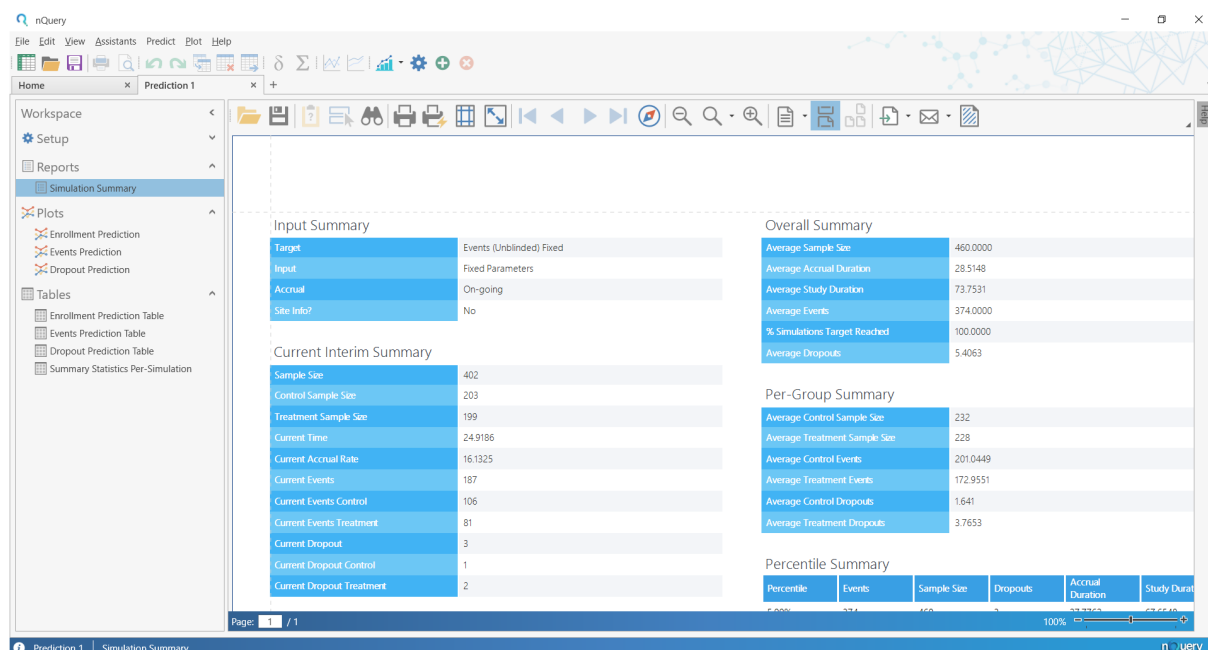 nQuery
File Edit View Assistants Predict Plot Help
Home × Prediction 1 × +
Workspace
Setup
Reports
Simulation Summary
Plots
Enrollment Prediction
Events Prediction
Dropout Prediction
Tables
Enrollment Prediction Table
Events Prediction Table
Dropout Prediction Table
Summary Statistics Per-Simulation
Help
Input Summary
Target Events (Unblinded) Fixed
Input Fixed Parameters
Accrual On-going
Site Info? No
Current Interim Summary
Sample Size 402
Control Sample Size 203
Treatment Sample Size 199
Current Time 24.9186
Current Accrual Rate 16.1325
Current Events 187
Current Events Control 106
Current Events Treatment 81
Current Dropout 3
Current Dropout Control 1
Current Dropout Treatment 2
Overall Summary
Average Sample Size 460.0000
Average Accrual Duration 28.5148
Average Study Duration 73.7531
Average Events 374.0000
% Simulations Target Reached 100.0000
Average Dropouts 5.4063
Per-Group Summary
Average Control Sample Size 232
Average Treatment Sample Size 228
Average Control Events 201.0449
Average Treatment Events 172.9551
Average Control Dropouts 1.641
Average Treatment Dropouts 3.7653
Percentile Summary
Percentile Events Sample Size Dropouts Accrual Duration Study Durat
Page: 1 / 1
100%
Prediction 1 Simulation Summary
nQuery